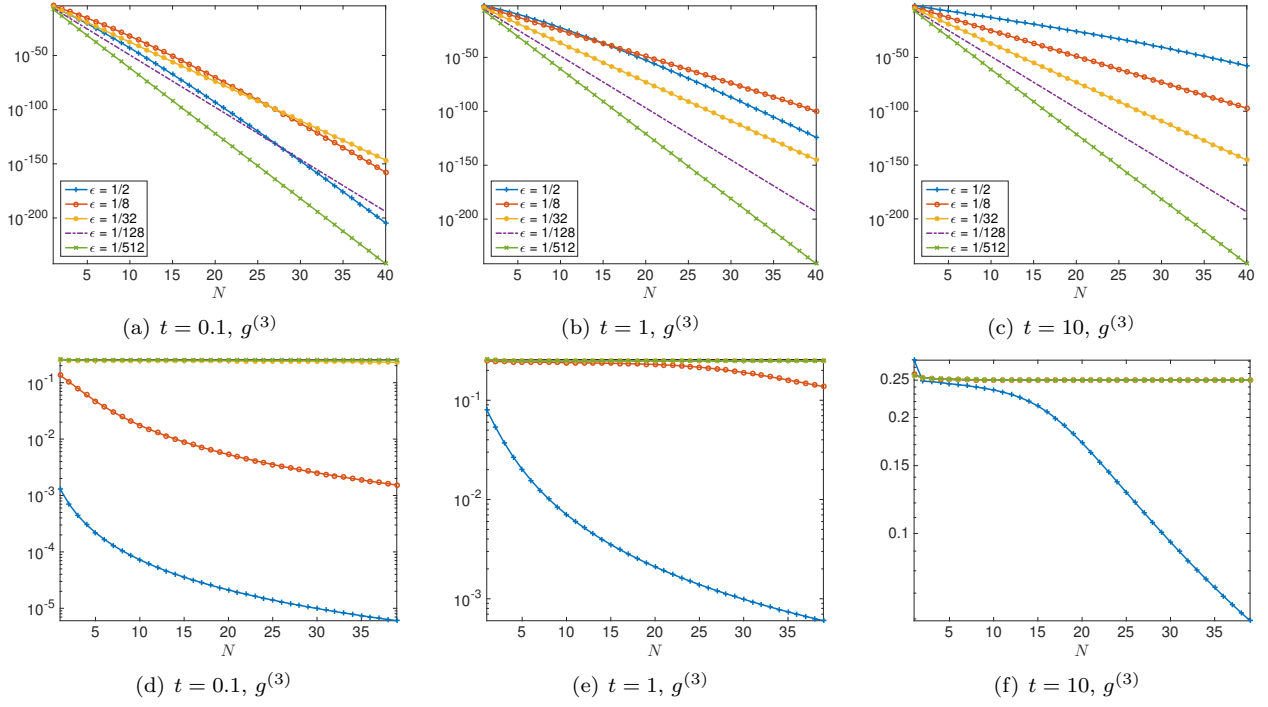 10^{-50}
10^{-100}
10^{-150}
10^{-200}
ϵ = 1/2
ϵ = 1/8
ϵ = 1/32
ϵ = 1/128
ϵ = 1/512
5 10 15 20 25 30 35 40
N
(a) t = 0.1, g^{(3)}
10^{-50}
10^{-100}
10^{-150}
10^{-200}
ϵ = 1/2
ϵ = 1/8
ϵ = 1/32
ϵ = 1/128
ϵ = 1/512
5 10 15 20 25 30 35 40
N
(b) t = 1, g^{(3)}
10^{-50}
10^{-100}
10^{-150}
10^{-200}
ϵ = 1/2
ϵ = 1/8
ϵ = 1/32
ϵ = 1/128
ϵ = 1/512
5 10 15 20 25 30 35 40
N
(c) t = 10, g^{(3)}
10^{-1}
10^{-2}
10^{-3}
10^{-4}
10^{-5}
5 10 15 20 25 30 35
N
(d) t = 0.1, g^{(3)}
10^{-1}
10^{-2}
10^{-3}
5 10 15 20 25 30 35
N
(e) t = 1, g^{(3)}
0.25
0.2
0.15
0.1
5 10 15 20 25 30 35
N
(f) t = 10, g^{(3)}